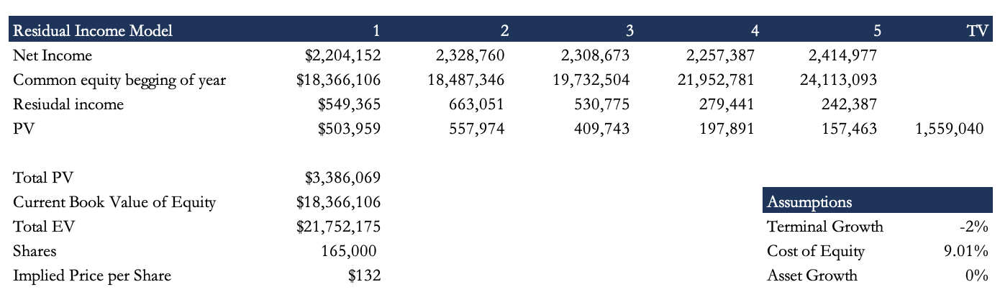 Residual Income Model 1 2 3 4 5 TV
Net Income $2,204,152 2,328,760 2,308,673 2,257,387 2,414,977
Common equity begging of year $18,366,106 18,487,346 19,732,504 21,952,781 24,113,093
Resiudal income $549,365 663,051 530,775 279,441 242,387
PV $503,959 557,974 409,743 197,891 157,463 1,559,040
Total PV $3,386,069
Current Book Value of Equity $18,366,106 Assumptions
Total EV $21,752,175 Terminal Growth -2%
Shares 165,000 Cost of Equity 9.01%
Implied Price per Share $132 Asset Growth 0%